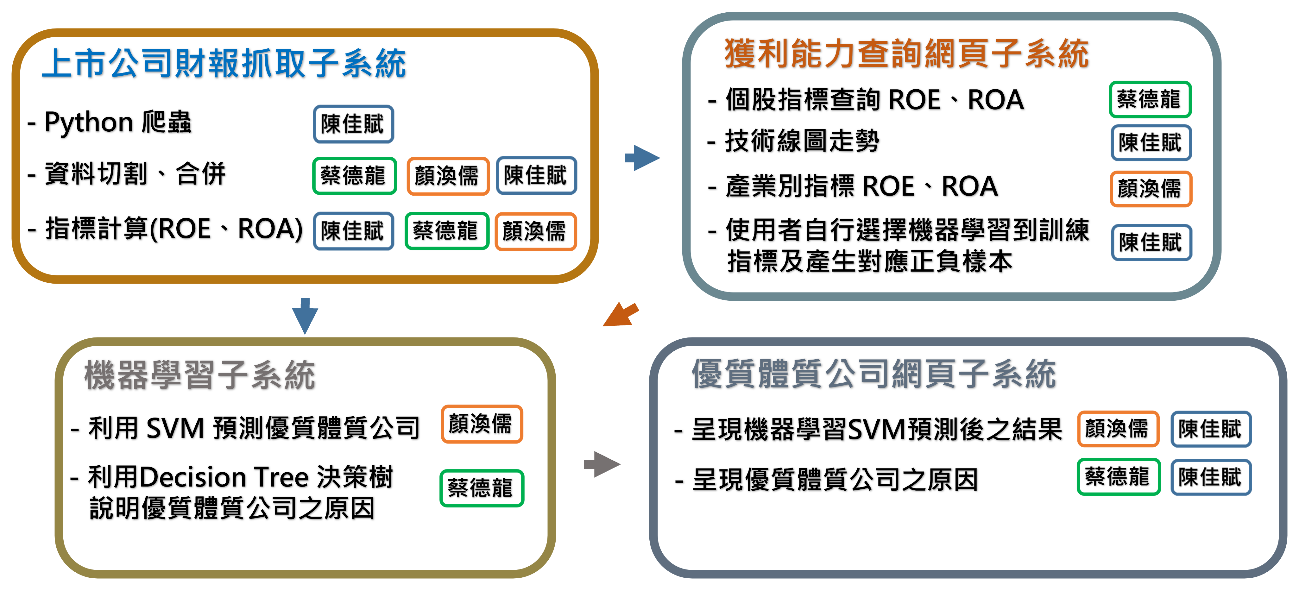 上市公司財報抓取子系統
- Python 爬蟲 陳佳賦
- 資料切割、合併 蔡德龍 顏渙儒 陳佳賦
- 指標計算(ROE、ROA) 陳佳賦 蔡德龍 顏渙儒
獲利能力查詢網頁子系統
- 個股指標查詢 ROE、ROA 蔡德龍
- 技術線圖走勢 陳佳賦
- 產業別指標 ROE、ROA 顏渙儒
- 使用者自行選擇機器學習到訓練 陳佳賦
指標及產生對應正負樣本
機器學習子系統
- 利用 SVM 預測優質體質公司 顏渙儒
- 利用Decision Tree 決策樹 蔡德龍
說明優質體質公司之原因
優質體質公司網頁子系統
- 呈現機器學習SVM預測後之結果 顏渙儒 陳佳賦
- 呈現優質體質公司之原因 蔡德龍 陳佳賦